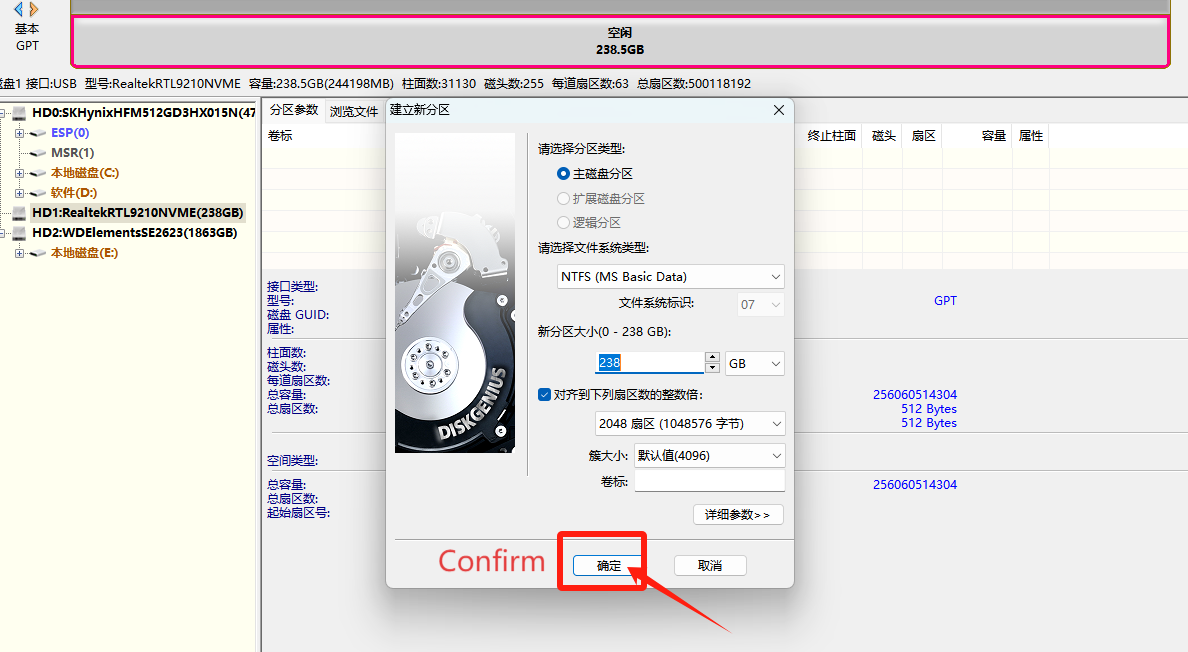 基本
GPT
空闲
238.5GB
磁盘1 接口:USB 型号:RealtekRTL9210NVME 容量:238.5GB(244198MB) 柱面数:31130 磁头数:255 每道扇区数:63 总扇区数:500118192
HD0:SKHynixHFM512GD3HX015N(47
ESP(0)
MSR(1)
本地磁盘(C:)
软件(D:)
HD1:RealtekRTL9210NVME(238GB)
HD2:WDElementsSE2623(1863GB)
本地磁盘(E:)
分区参数 浏览文件
卷标 终止柱面 磁头 扇区 容量 属性
接口类型:
型号: GPT
磁盘 GUID:
属性:
柱面数:
磁头数:
每道扇区数:
总容量: 256060514304
总扇区数: 512 Bytes
512 Bytes
空间类型:
总容量: 256060514304
总扇区数:
起始扇区号:
建立新分区
请选择分区类型:
主磁盘分区
扩展磁盘分区
逻辑分区
请选择文件系统类型:
NTFS (MS Basic Data)
文件系统标识: 07
新分区大小(0 - 238 GB):
238 GB
对齐到下列扇区数的整数倍:
2048 扇区 (1048576 字节)
簇大小: 默认值(4096)
卷标:
详细参数>>
DISKGENIUS
Confirm
确定 取消